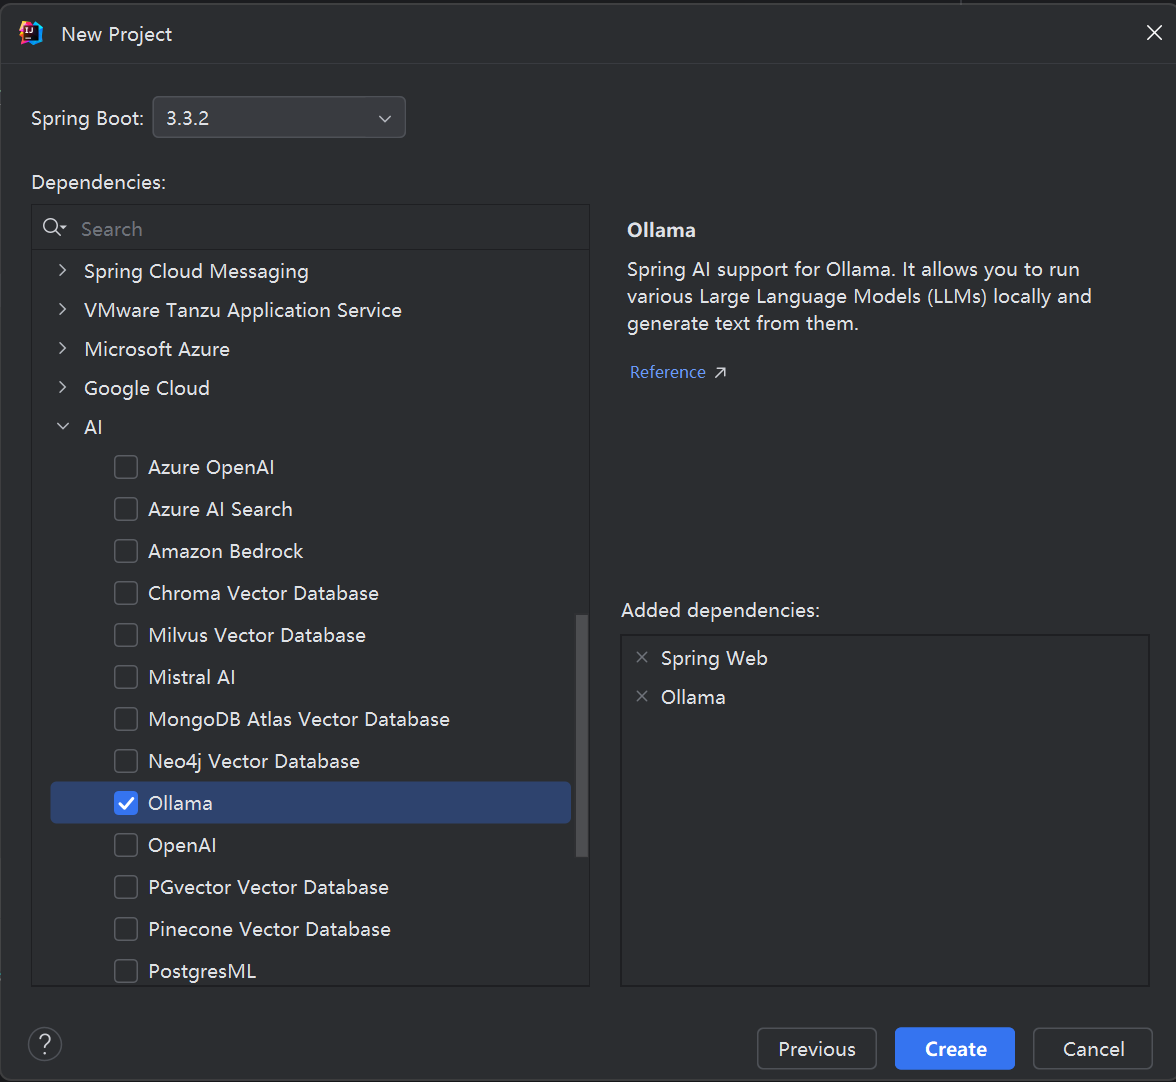 New Project
Spring Boot:
3.3.2
Dependencies:
Search
Spring Cloud Messaging
VMware Tanzu Application Service
Microsoft Azure
Google Cloud
AI
Azure OpenAI
Azure AI Search
Amazon Bedrock
Chroma Vector Database
Milvus Vector Database
Mistral AI
MongoDB Atlas Vector Database
Neo4j Vector Database
Ollama
OpenAI
PGvector Vector Database
Pinecone Vector Database
PostgresML
Ollama
Spring AI support for Ollama. It allows you to run
various Large Language Models (LLMs) locally and
generate text from them.
Reference
Added dependencies:
Spring Web
Ollama
?
Previous
Create
Cancel